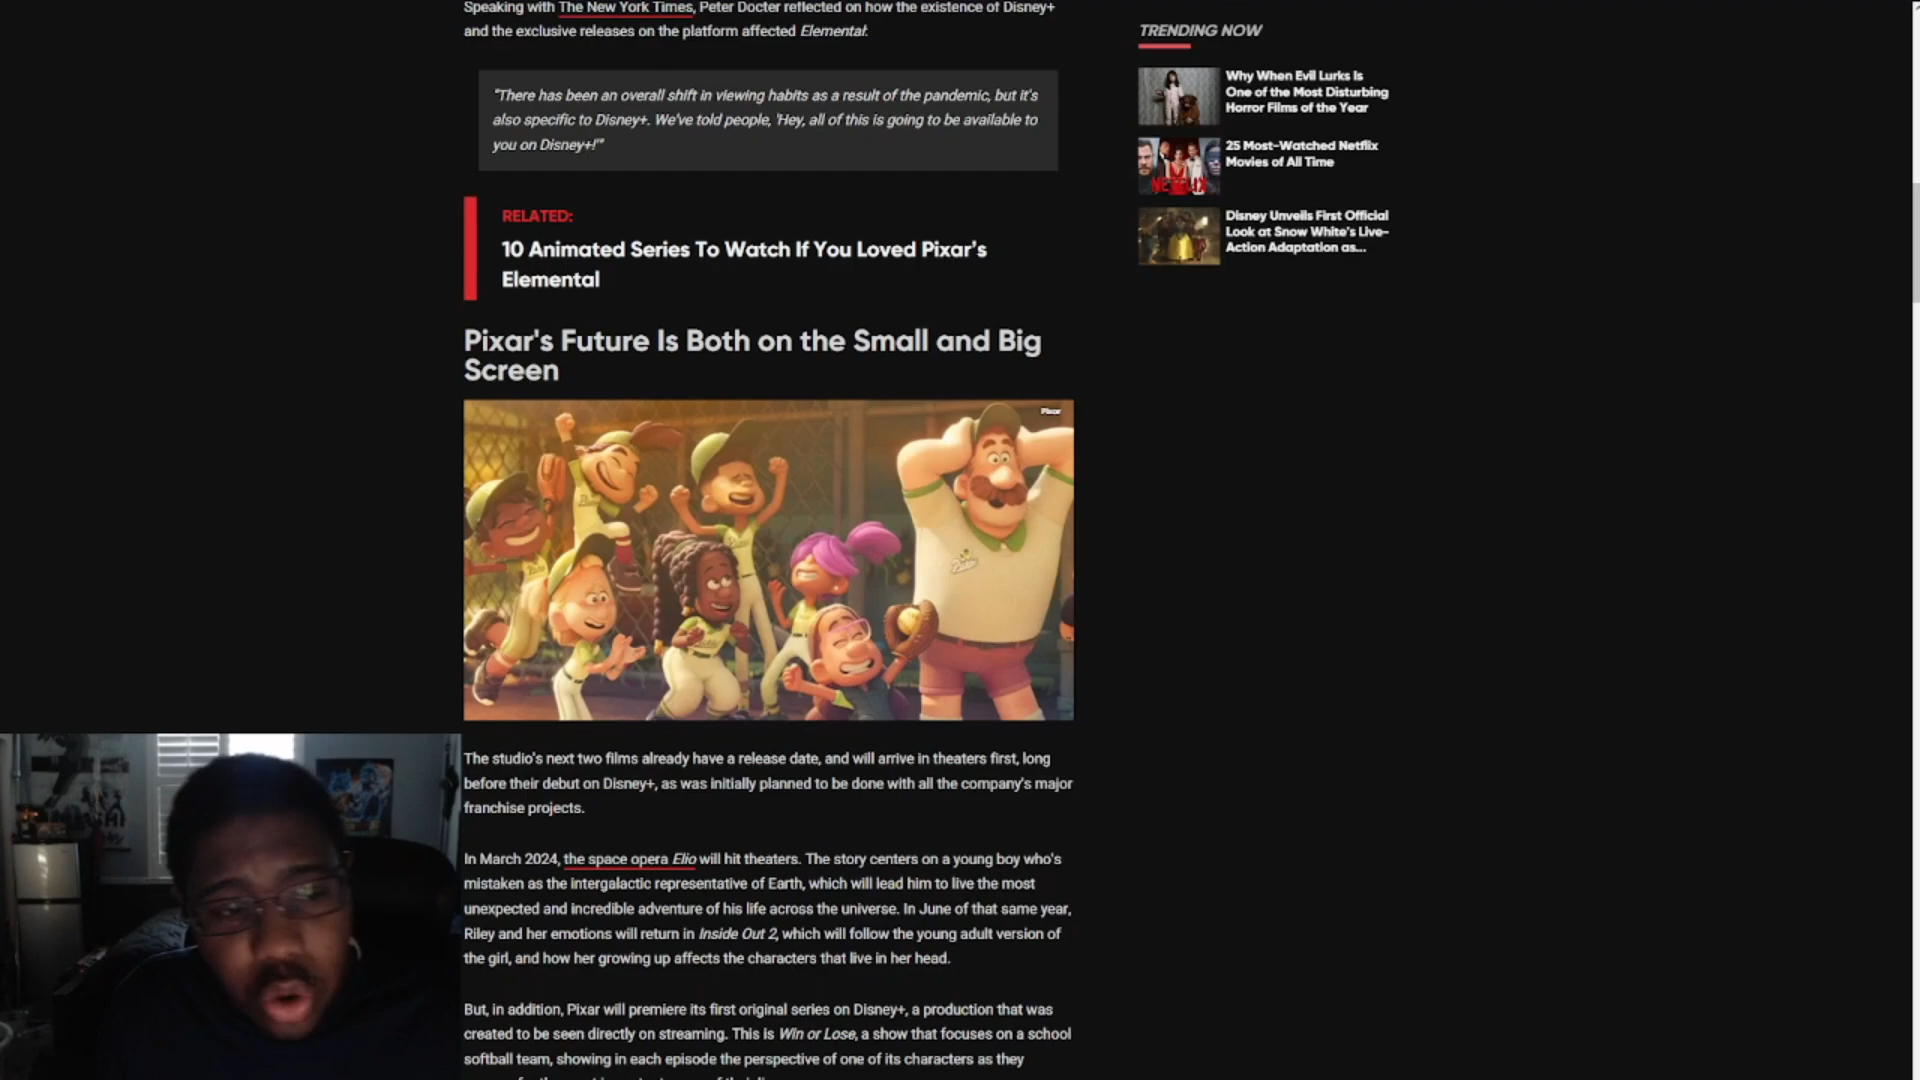 Speaking with The New York Times, Peter Docter reflected on how the existence of Disney+
and the exclusive releases on the platform affected Elemental:
"There has been an overall shift in viewing habits as a result of the pandemic, but it's
also specific to Disney+. We've told people, 'Hey, all of this is going to be available to
you on Disney+!'"
RELATED:
10 Animated Series To Watch If You Loved Pixar's
Elemental
Pixar's Future Is Both on the Small and Big
Screen
Pixar
The studio's next two films already have a release date, and will arrive in theaters first, long
before their debut on Disney+, as was initially planned to be done with all the company's major
franchise projects.
In March 2024, the space opera Elio will hit theaters. The story centers on a young boy who's
mistaken as the intergalactic representative of Earth, which will lead him to live the most
unexpected and incredible adventure of his life across the universe. In June of that same year,
Riley and her emotions will return in Inside Out 2, which will follow the young adult version of
the girl, and how her growing up affects the characters that live in her head.
But, in addition, Pixar will premiere its first original series on Disney+, a production that was
created to be seen directly on streaming. This is Win or Lose, a show that focuses on a school
softball team, showing in each episode the perspective of one of its characters as they
TRENDING NOW
Why When Evil Lurks Is
One of the Most Disturbing
Horror Films of the Year
NETFLIX
25 Most-Watched Netflix
Movies of All Time
Disney Unveils First Official
Look at Snow White's Live-
Action Adaptation as...